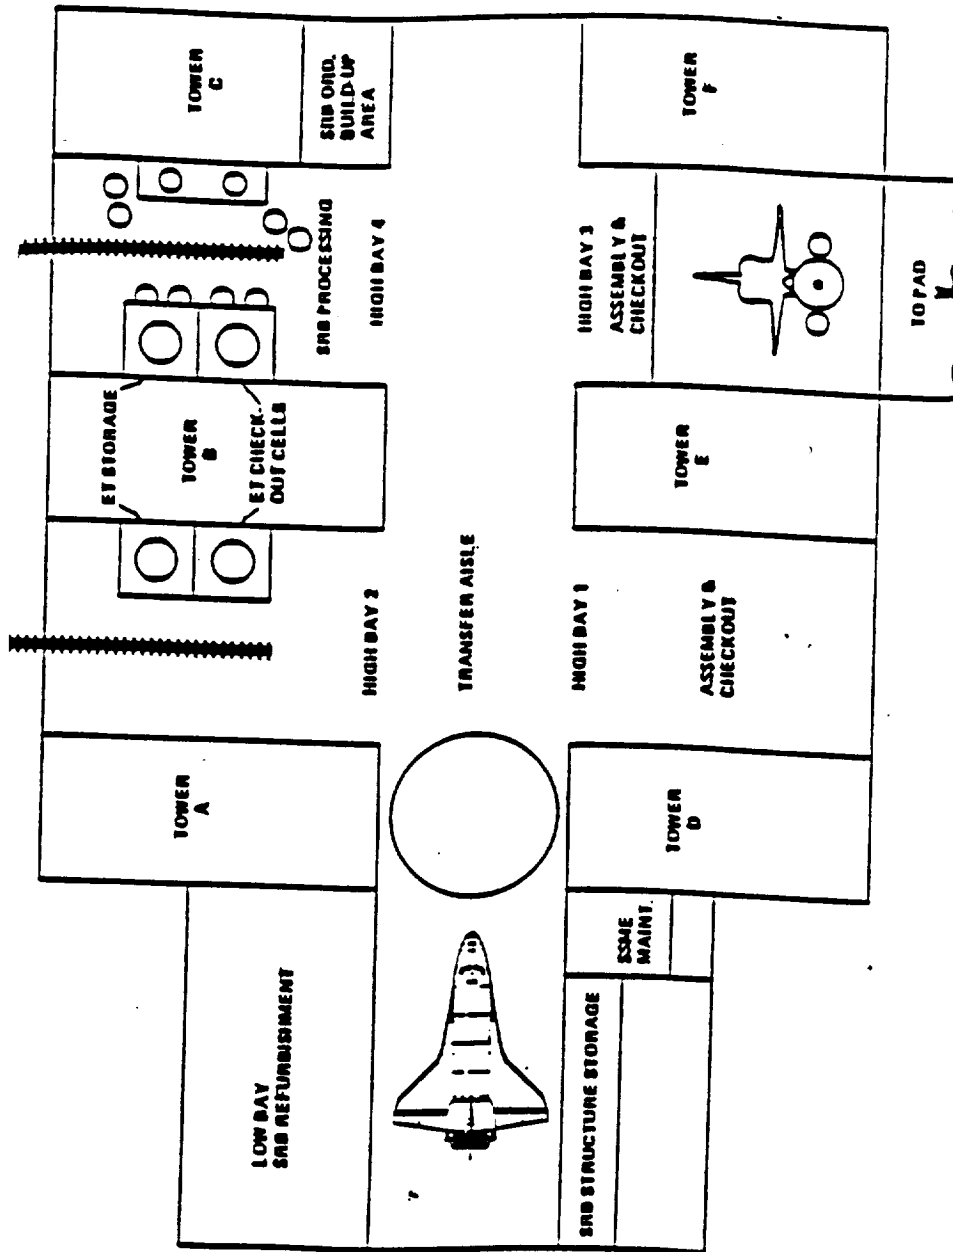 TOWER
C
SRB ORD.
BUILD-UP
AREA
TOWER
F
SRB PROCESSING
HIGH BAY 4
HIGH BAY 3
ASSEMBLY &
CHECKOUT
TO PAD
ET STORAGE
TOWER
B
ET CHECK-
OUT CELLS
TOWER
E
HIGH BAY 2
TRANSFER AISLE
HIGH BAY 1
ASSEMBLY &
CHECKOUT
TOWER
A
TOWER
D
LOW BAY
SRB REFURBISHMENT
SSME
MAINT.
SRB STRUCTURE STORAGE